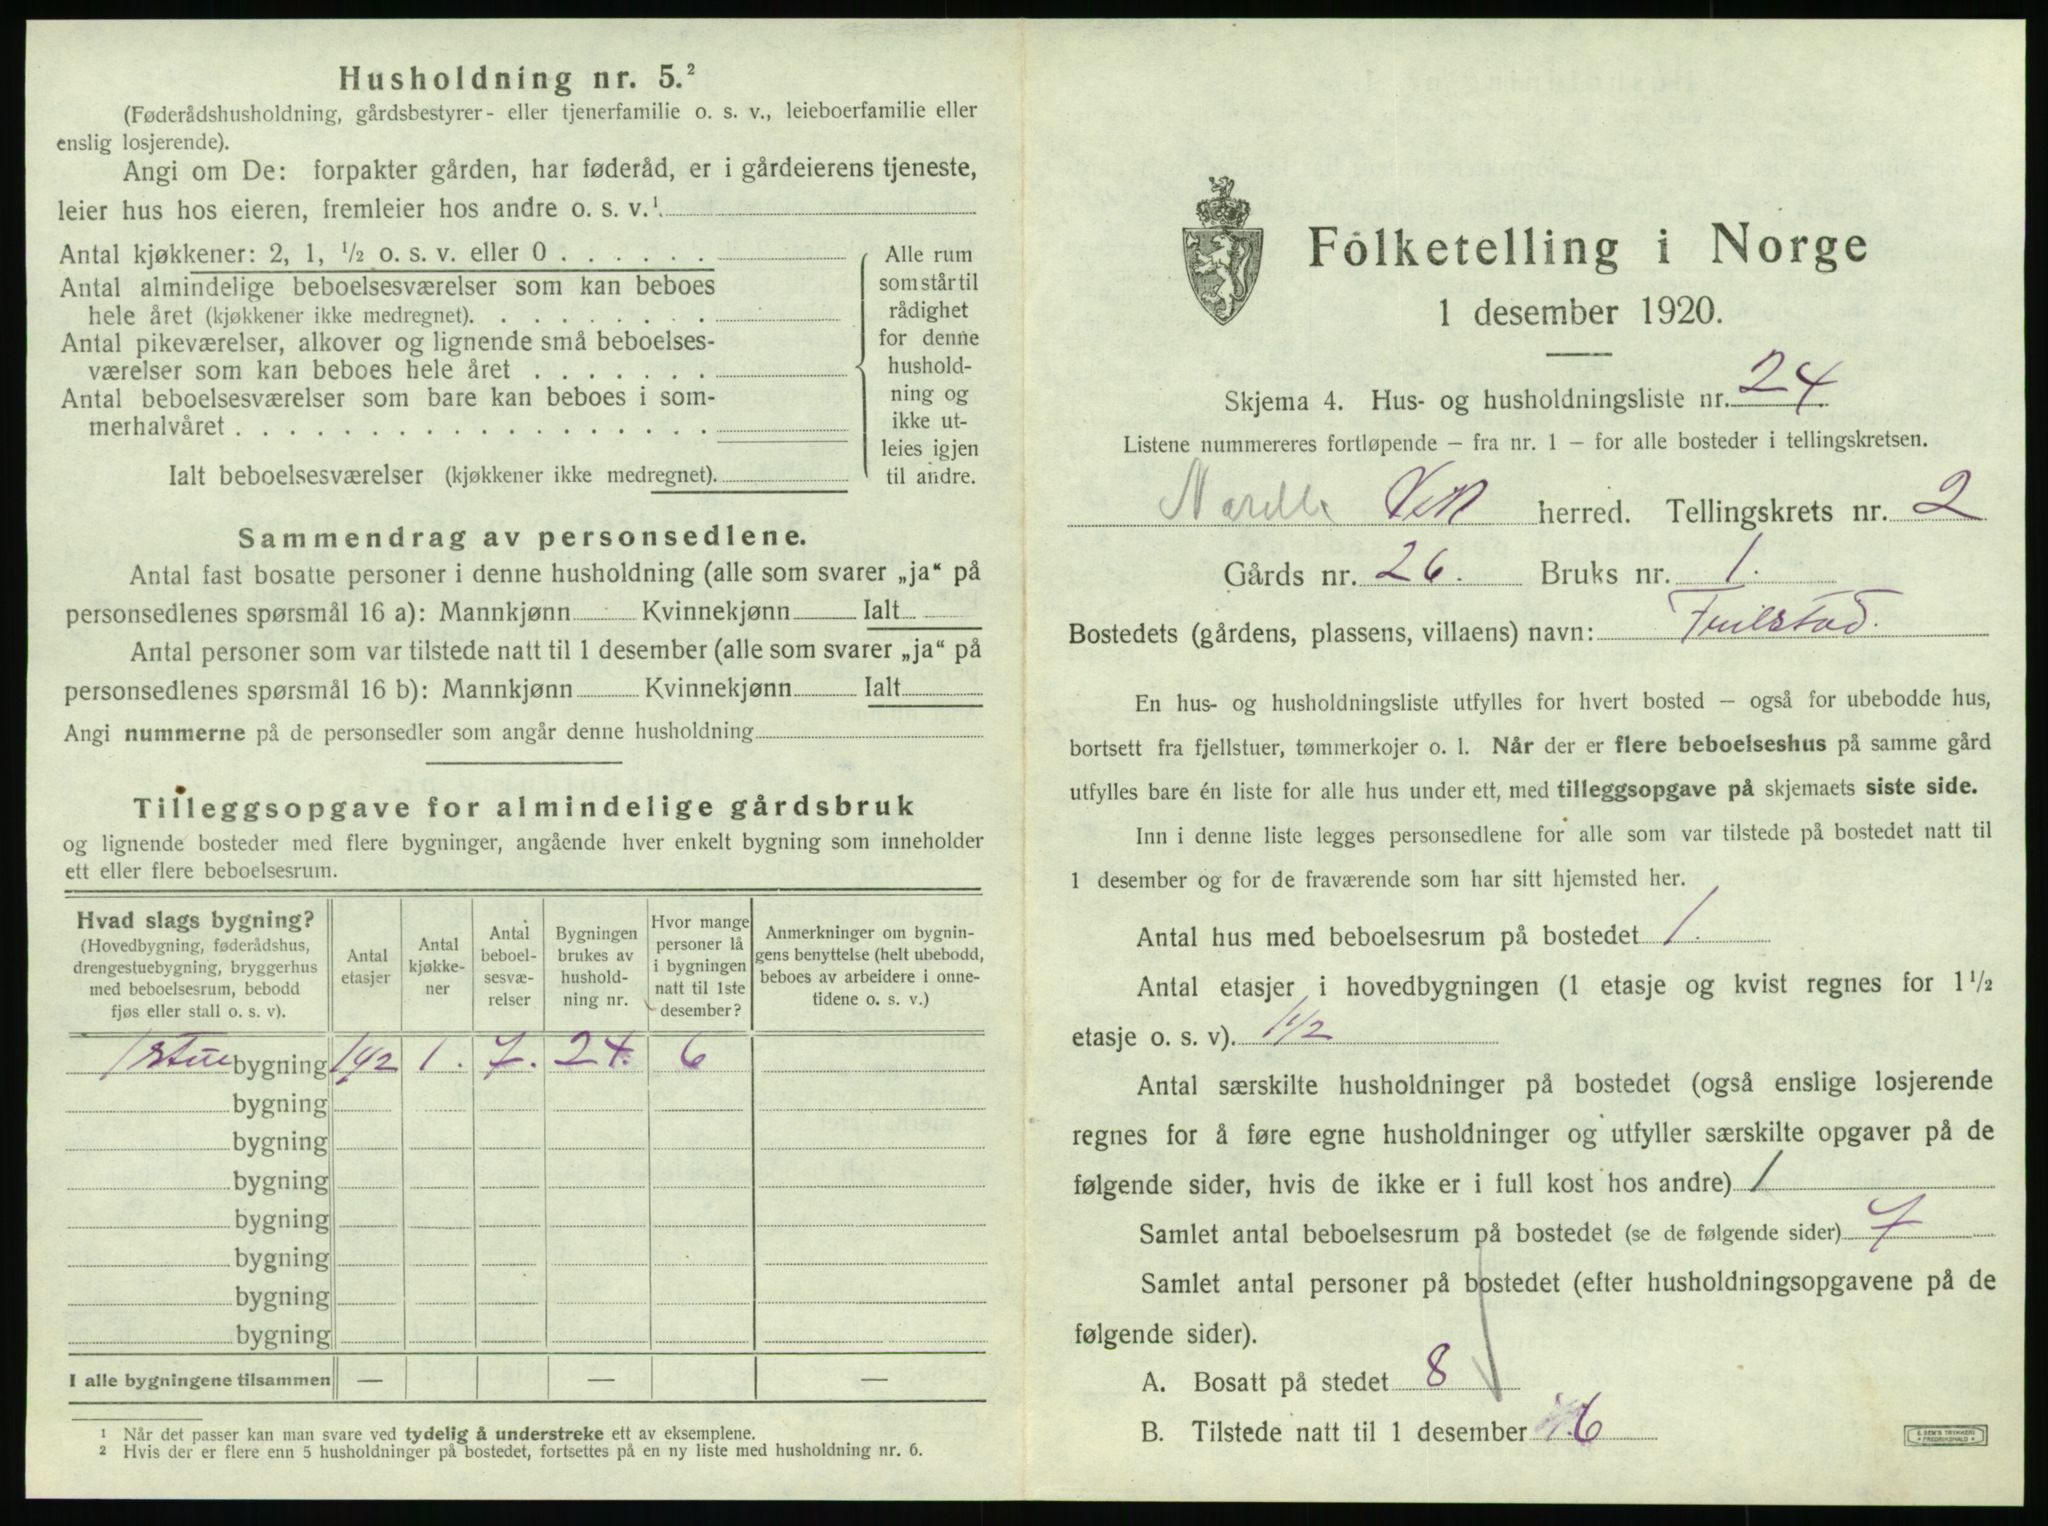 Husholdning nr. 5.²
(Føderådshusholdning, gårdsbestyrer- eller tjenerfamilie o. s. v., leieboerfamilie eller
enslig losjerende).
Angi om De: forpakter gården, har føderåd, er i gårdeierens tjeneste,
leier hus hos eieren, fremleier hos andre o. s. v.¹
Antal kjøkkener: 2, 1, ½ o. s. v. eller 0
Antal almindelige beboelsesværelser som kan beboes
hele året (kjøkkener ikke medregnet).
Antal pikeværelser, alkover og lignende små beboelses-
værelser som kan beboes hele året
Antal beboelsesværelser som bare kan beboes i som-
merhalvåret
Ialt beboelsesværelser (kjøkkener ikke medregnet).
Alle rum
som står til
rådighet
for denne
hushold-
ning og
ikke ut-
leies igjen
til andre.
Sammendrag av personsedlene.
Antal fast bosatte personer i denne husholdning (alle som svarer „ja“ på
personsedlenes spørsmål 16 a): Mannkjønn Kvinnekjønn Ialt
Antal personer som var tilstede natt til 1 desember (alle som svarer „ja“ på
personsedlenes spørsmål 16 b): Mannkjønn Kvinnekjønn Ialt
Angi nummerne på de personsedler som angår denne husholdning
Tilleggsopgave for almindelige gårdsbruk
og lignende bosteder med flere bygninger, angående hver enkelt bygning som inneholder
ett eller flere beboelsesrum.
Hvad slags bygning?
(Hovedbygning, føderådshus,
drengestuebygning, bryggerhus
med beboelsesrum, bebodd
fjøs eller stall o. s. v).
Antal
etasjer
Antal
kjøkke-
ner
Antal
beboel-
sesvæ-
relser
Bygningen
brukes av
hushold-
ning nr.
Hvor mange
personer lå
i bygningen
natt til 1ste
desember?
Anmerkninger om bygnin-
gens benyttelse (helt ubebodd,
beboes av arbeidere i onne-
tidene o. s. v.)
1 stue bygning 1 1/2 1. 7. 24. 6
bygning
bygning
bygning
bygning
bygning
bygning
bygning
I alle bygningene tilsammen — — —
¹ Når det passer kan man svare ved tydelig å understreke ett av eksemplene.
² Hvis der er flere enn 5 husholdninger på bostedet, fortsettes på en ny liste med husholdning nr. 6.
Folketelling i Norge
1 desember 1920.
Skjema 4. Hus- og husholdningsliste nr. 24
Listene nummereres fortløpende – fra nr. 1 – for alle bosteder i tellingskretsen.
herred. Tellingskrets nr. 2
Gårds nr. 26. Bruks nr. 1.
Bostedets (gårdens, plassens, villaens) navn:
En hus- og husholdningsliste utfylles for hvert bosted – også for ubebodde hus,
bortsett fra fjellstuer, tømmerkojer o. l. Når der er flere beboelseshus på samme gård
utfylles bare én liste for alle hus under ett, med tilleggsopgave på skjemaets siste side.
Inn i denne liste legges personsedlene for alle som var tilstede på bostedet natt til
1 desember og for de fraværende som har sitt hjemsted her.
Antal hus med beboelsesrum på bostedet 1.
Antal etasjer i hovedbygningen (1 etasje og kvist regnes for 1 ½
etasje o. s. v). 1 1/2
Antal særskilte husholdninger på bostedet (også enslige losjerende
regnes for å føre egne husholdninger og utfyller særskilte opgaver på de
følgende sider, hvis de ikke er i full kost hos andre) 1
Samlet antal beboelsesrum på bostedet (se de følgende sider) 7
Samlet antal personer på bostedet (efter husholdningsopgavene på de
følgende sider).
A. Bosatt på stedet 8
B. Tilstede natt til 1 desember 6
E. SEM'S TRYKKERI
FREDRIKSHALD